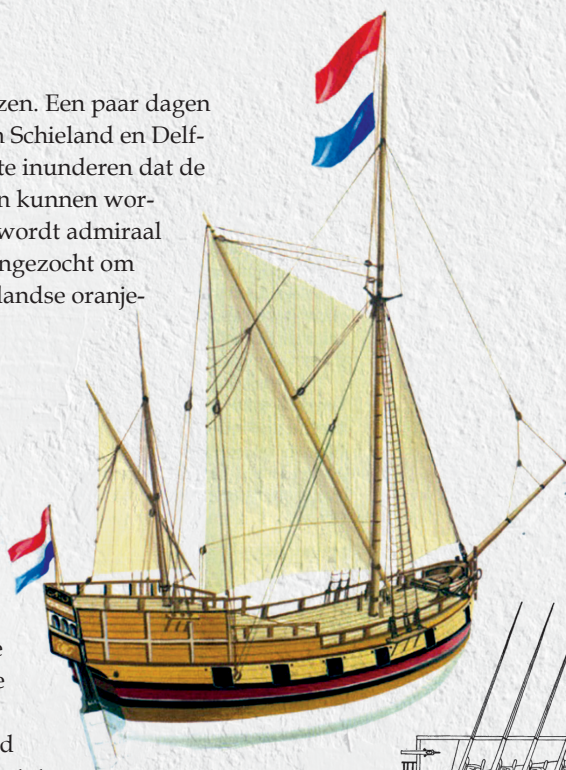 zen. Een paar dagen
n Schieland en Delf-
te inunderen dat de
n kunnen wor-
wordt admiraal
ngezocht om
landse oranje-
e
e
d